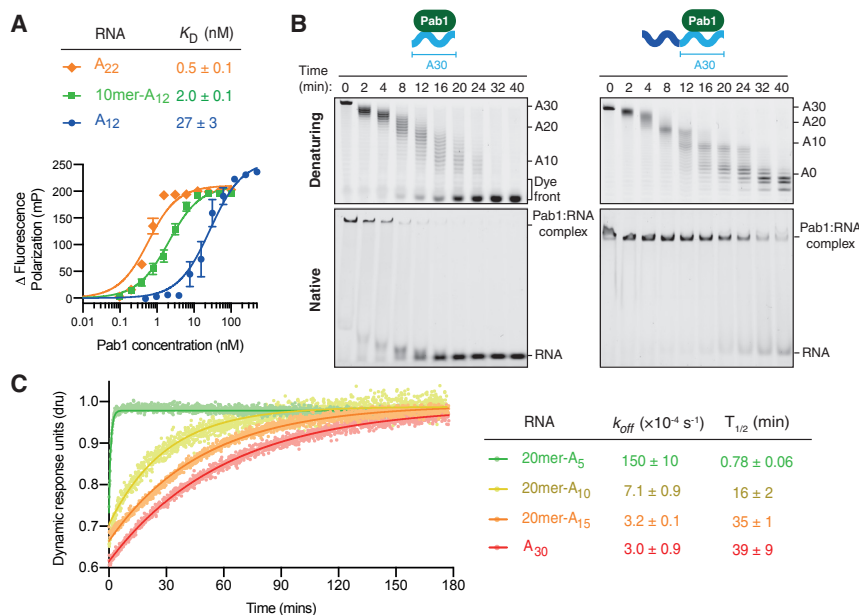 A
RNA K_D (nM)
A22 0.5 ± 0.1
10mer-A12 2.0 ± 0.1
A12 27 ± 3
Δ Fluorescence
Polarization (mP)
250
200
150
100
50
0
0.01 0.1 1 10 100
Pab1 concentration (nM)
B
Pab1
A30
Pab1
A30
Time
(min):
0 2 4 8 12 16 20 24 32 40
0 2 4 8 12 16 20 24 32 40
Denaturing
A30
A20
A10
Dye
front
A30
A20
A10
A0
Native
Pab1:RNA
complex
RNA
Pab1:RNA
complex
RNA
C
Dynamic response units (dru)
1.0
0.9
0.8
0.7
0.6
0 30 60 90 120 150 180
Time (mins)
RNA k_off (×10⁻⁴ s⁻¹) T1/2 (min)
20mer-A5 150 ± 10 0.78 ± 0.06
20mer-A10 7.1 ± 0.9 16 ± 2
20mer-A15 3.2 ± 0.1 35 ± 1
A30 3.0 ± 0.9 39 ± 9